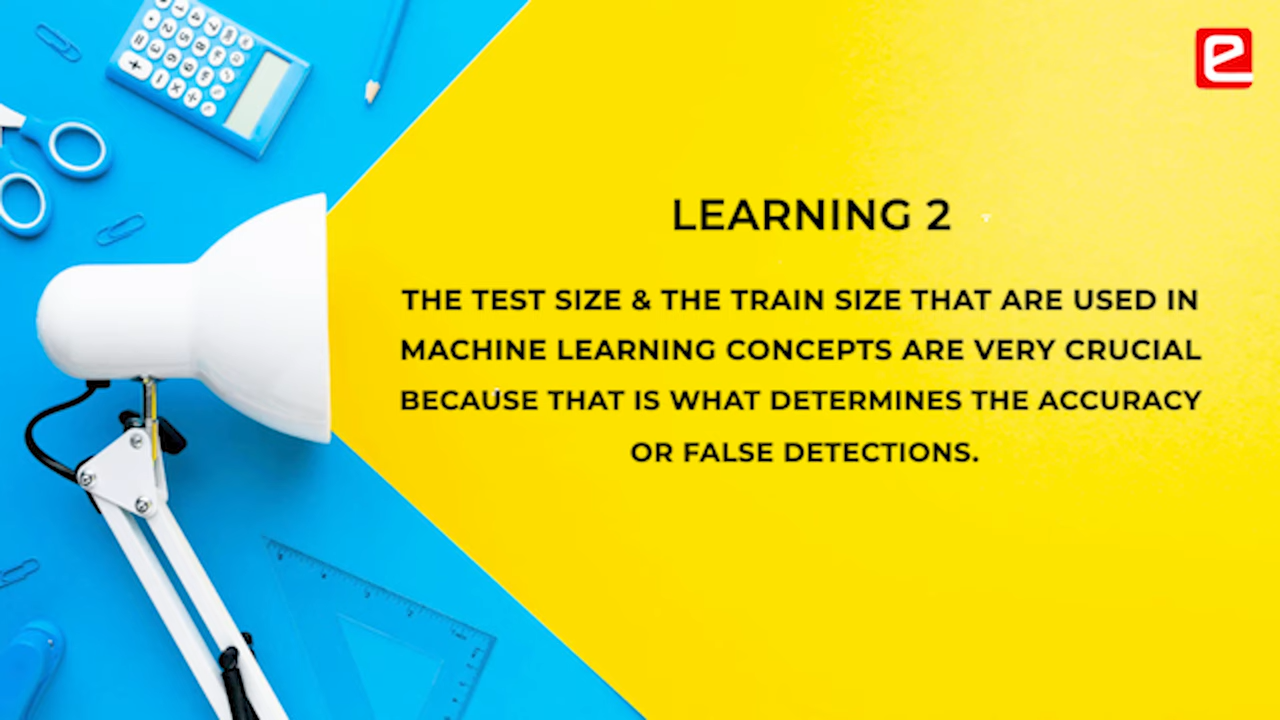 LEARNING 2
THE TEST SIZE & THE TRAIN SIZE THAT ARE USED IN
MACHINE LEARNING CONCEPTS ARE VERY CRUCIAL
BECAUSE THAT IS WHAT DETERMINES THE ACCURACY
OR FALSE DETECTIONS.
e